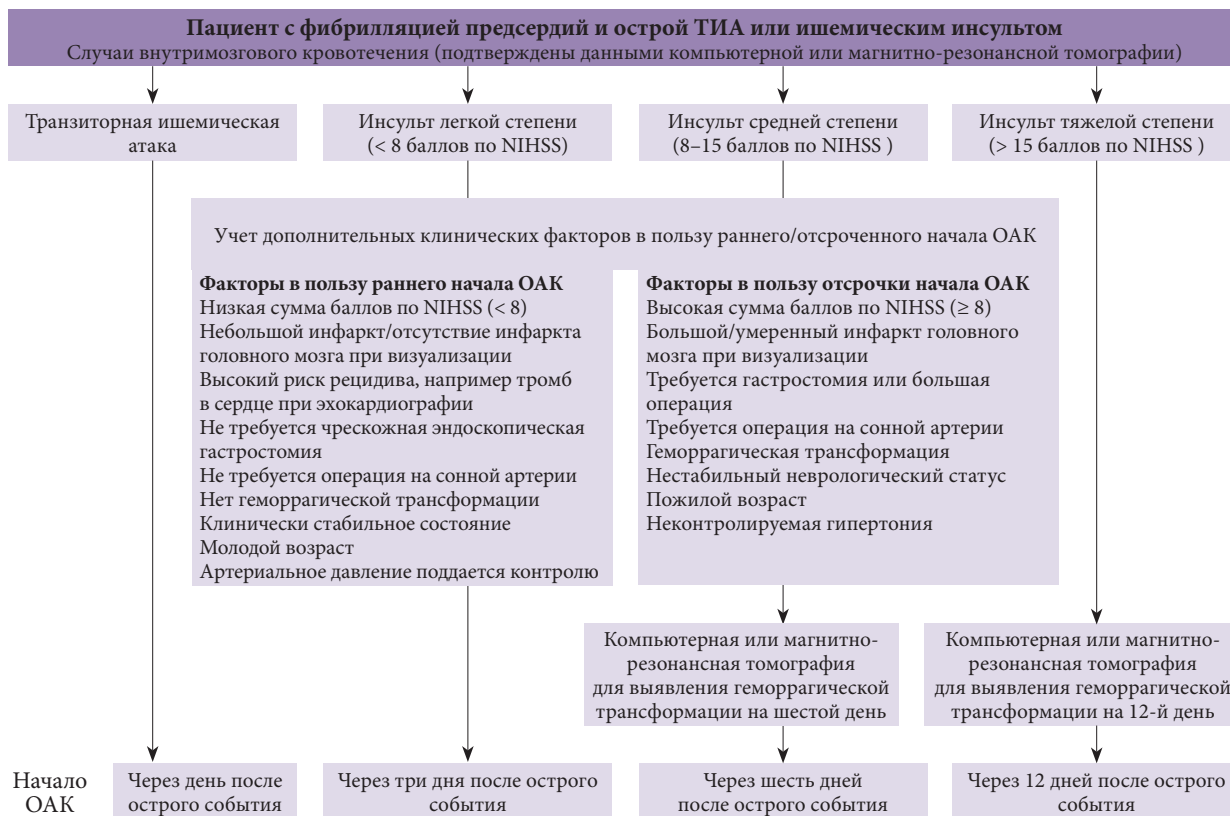 Пациент с фибрилляцией предсердий и острой ТИА или ишемическим инсультом
Случаи внутримозгового кровотечения (подтверждены данными компьютерной или магнитно-резонансной томографии)
Транзиторная ишемическая
атака
Инсульт легкой степени
(< 8 баллов по NIHSS)
Инсульт средней степени
(8–15 баллов по NIHSS )
Инсульт тяжелой степени
(> 15 баллов по NIHSS )
Учет дополнительных клинических факторов в пользу раннего/отсроченного начала ОАК
Факторы в пользу раннего начала ОАК
Низкая сумма баллов по NIHSS (< 8)
Небольшой инфаркт/отсутствие инфаркта
головного мозга при визуализации
Высокий риск рецидива, например тромб
в сердце при эхокардиографии
Не требуется чрескожная эндоскопическая
гастростомия
Не требуется операция на сонной артерии
Нет геморрагической трансформации
Клинически стабильное состояние
Молодой возраст
Артериальное давление поддается контролю
Факторы в пользу отсрочки начала ОАК
Высокая сумма баллов по NIHSS (≥ 8)
Большой/умеренный инфаркт головного
мозга при визуализации
Требуется гастростомия или большая
операция
Требуется операция на сонной артерии
Геморрагическая трансформация
Нестабильный неврологический статус
Пожилой возраст
Неконтролируемая гипертония
Компьютерная или магнитно-
резонансная томография
для выявления геморрагической
трансформации на шестой день
Компьютерная или магнитно-
резонансная томография
для выявления геморрагической
трансформации на 12-й день
Начало
ОАК
Через день после
острого события
Через три дня после острого
события
Через шесть дней
после острого события
Через 12 дней после острого
события